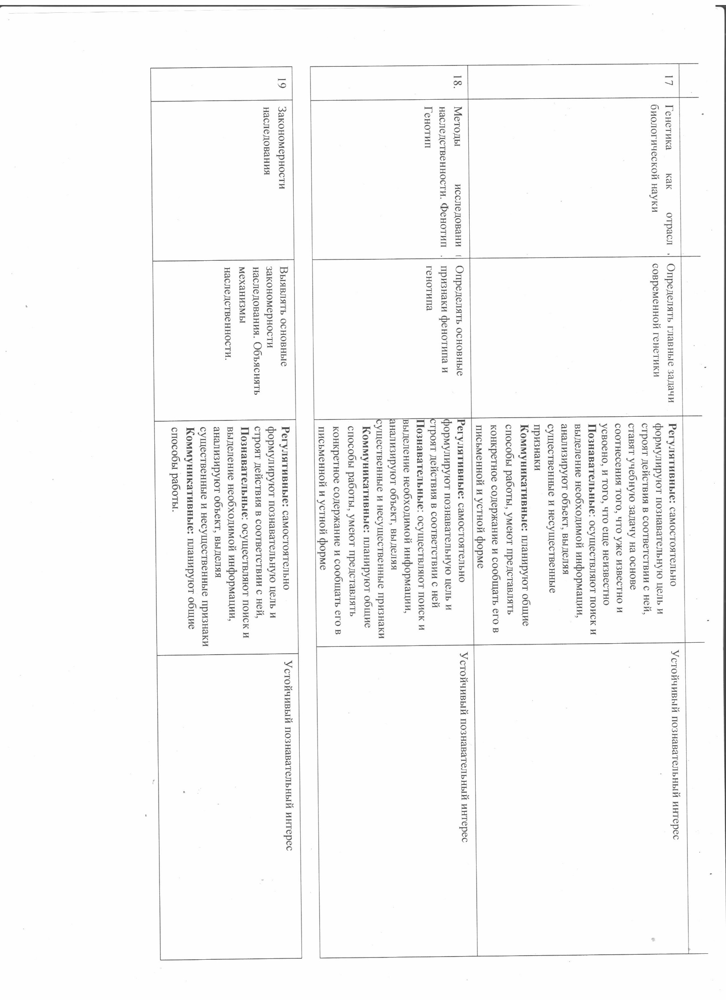 17
Генетика как отрасл
биологической науки
Определять главные задачи
современной генетики
Регулятивные: самостоятельно
формулируют познавательную цель и
строят действия в соответствии с ней,
ставят учебную задачу на основе
соотнесения того, что уже известно и
усвоено, и того, что еще неизвестно
Познавательные: осуществляют поиск и
выделение необходимой информации,
анализируют объект, выделяя
существенные и несущественные
признаки
Коммуникативные: планируют общие
способы работы, умеют представлять
конкретное содержание и сообщать его в
письменной и устной форме
Устойчивый познавательный интерес
18.
Методы исследовани
наследственности. Фенотип
Генотип
Определять основные
признаки фенотипа и
генотипа
Регулятивные: самостоятельно
формулируют познавательную цель и
строят действия в соответствии с ней
Познавательные: осуществляют поиск и
выделение необходимой информации,
анализируют объект, выделяя
существенные и несущественные признаки
Коммуникативные: планируют общие
способы работы, умеют представлять
конкретное содержание и сообщать его в
письменной и устной форме
Устойчивый познавательный интерес
19
Закономерности
наследования
Выявлять основные
закономерности
наследования. Объяснять
механизмы
наследственности.
Регулятивные: самостоятельно
формулируют познавательную цель и
строят действия в соответствии с ней,
Познавательные: осуществляют поиск и
выделение необходимой информации,
анализируют объект, выделяя
существенные и несущественные признаки
Коммуникативные: планируют общие
способы работы.
Устойчивый познавательный интерес